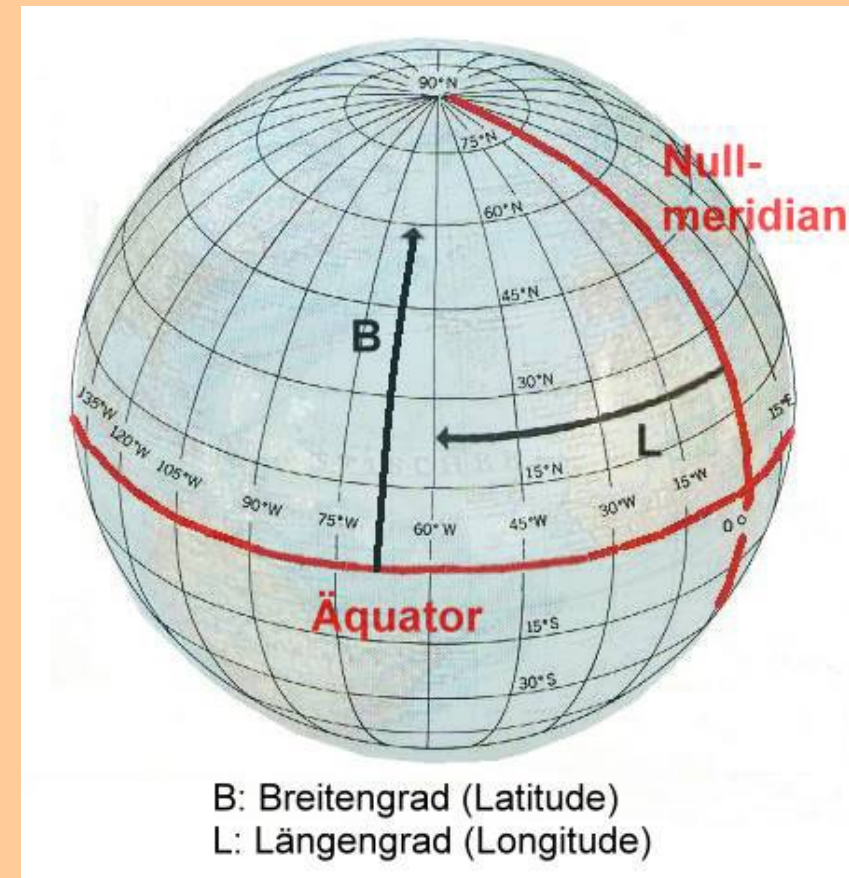 90°N
75°N
Null-
meridian
60°N
45°N
B
30°N
135°W
120°W
105°W
15°E
L
15°N
15°W
90°W
75°W
60°W
45°W
30°W
0°
Äquator
15°S
30°S
B: Breitengrad (Latitude)
L: Längengrad (Longitude)